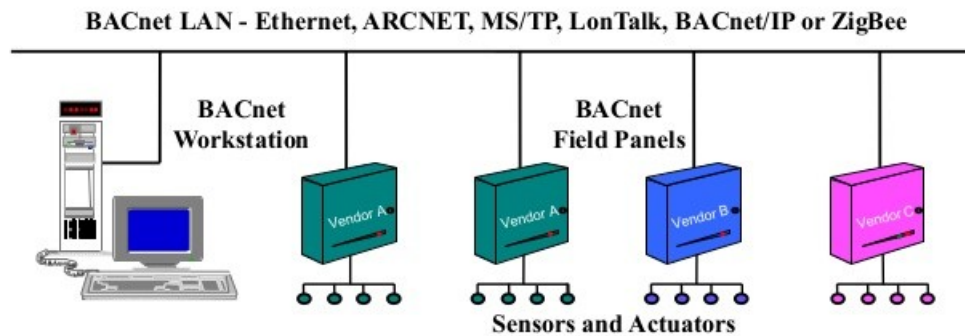 BACnet LAN - Ethernet, ARCNET, MS/TP, LonTalk, BACnet/IP or ZigBee
BACnet
Workstation
BACnet
Field Panels
Vendor A
Vendor A
Vendor B
Vendor C
Sensors and Actuators